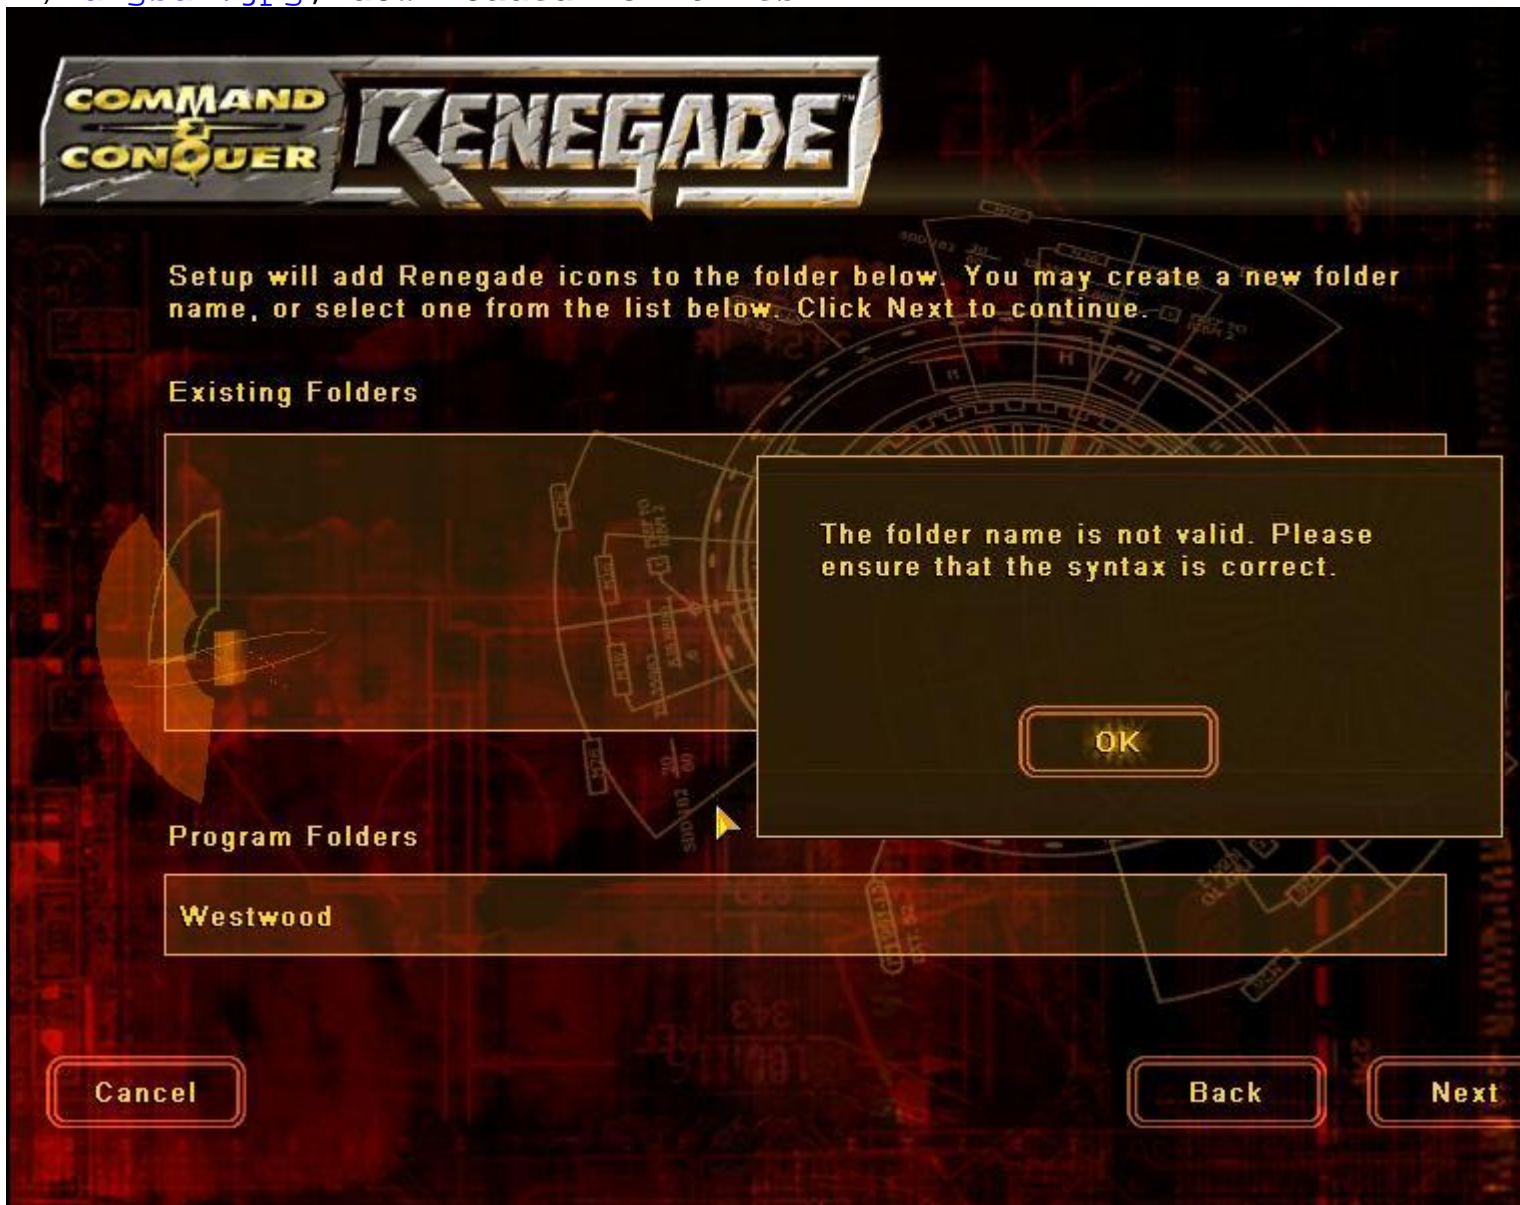 COMMAND
&
CONQUER
RENEGADE™
Setup will add Renegade icons to the folder below. You may create a new folder
name, or select one from the list below. Click Next to continue.
Existing Folders
The folder name is not valid. Please
ensure that the syntax is correct.
OK
Program Folders
Westwood
Cancel
Back
Next